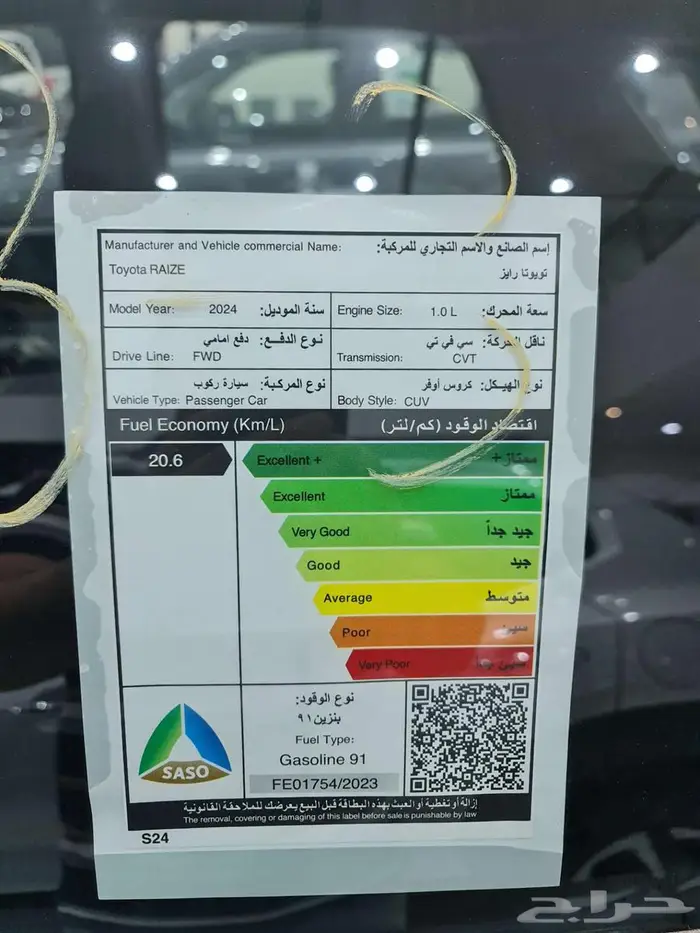 Manufacturer and Vehicle commercial Name: إسم الصانع والاسم التجاري للمركبة:
Toyota RAIZE تويوتا رايز
Model Year: 2024 سنة الموديل:
Engine Size: 1.0 L سعة المحرك:
نوع الدفع: دفع امامي
Drive Line: FWD
ناقل الحركة: سي في تي
Transmission: CVT
نوع المركبة: سيارة ركوب
Vehicle Type: Passenger Car
نوع الهيكل: كروس أوفر
Body Style: CUV
Fuel Economy (Km/L) اقتصاد الوقود (كم/لتر)
20.6
Excellent + ممتاز+
Excellent ممتاز
Very Good جيد جداً
Good جيد
Average متوسط
Poor
Very Poor
نوع الوقود:
بنزين ٩١
Fuel Type:
Gasoline 91
FE01754/2023
SASO
إزالة أو تغطية أو العبث بهذه البطاقة قبل البيع يعرضك للملاحقة القانونية
The removal, covering or damaging of this label before sale is punishable by law
S24
حراج